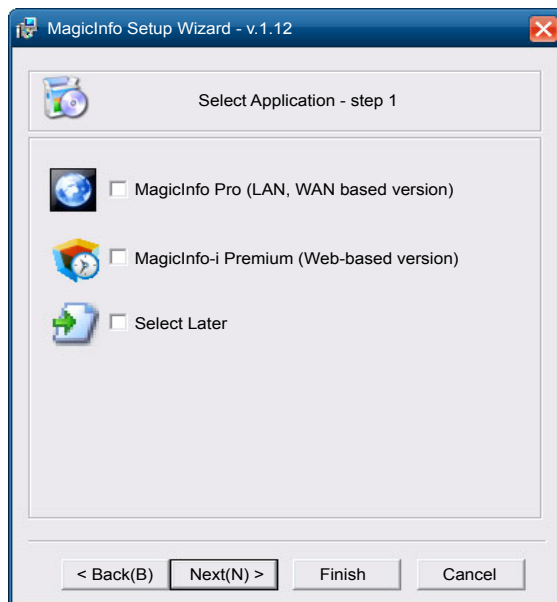 MagicInfo Setup Wizard - v.1.12
Select Application - step 1
MagicInfo Pro (LAN, WAN based version)
MagicInfo-i Premium (Web-based version)
Select Later
< Back(B) Next(N) > Finish Cancel